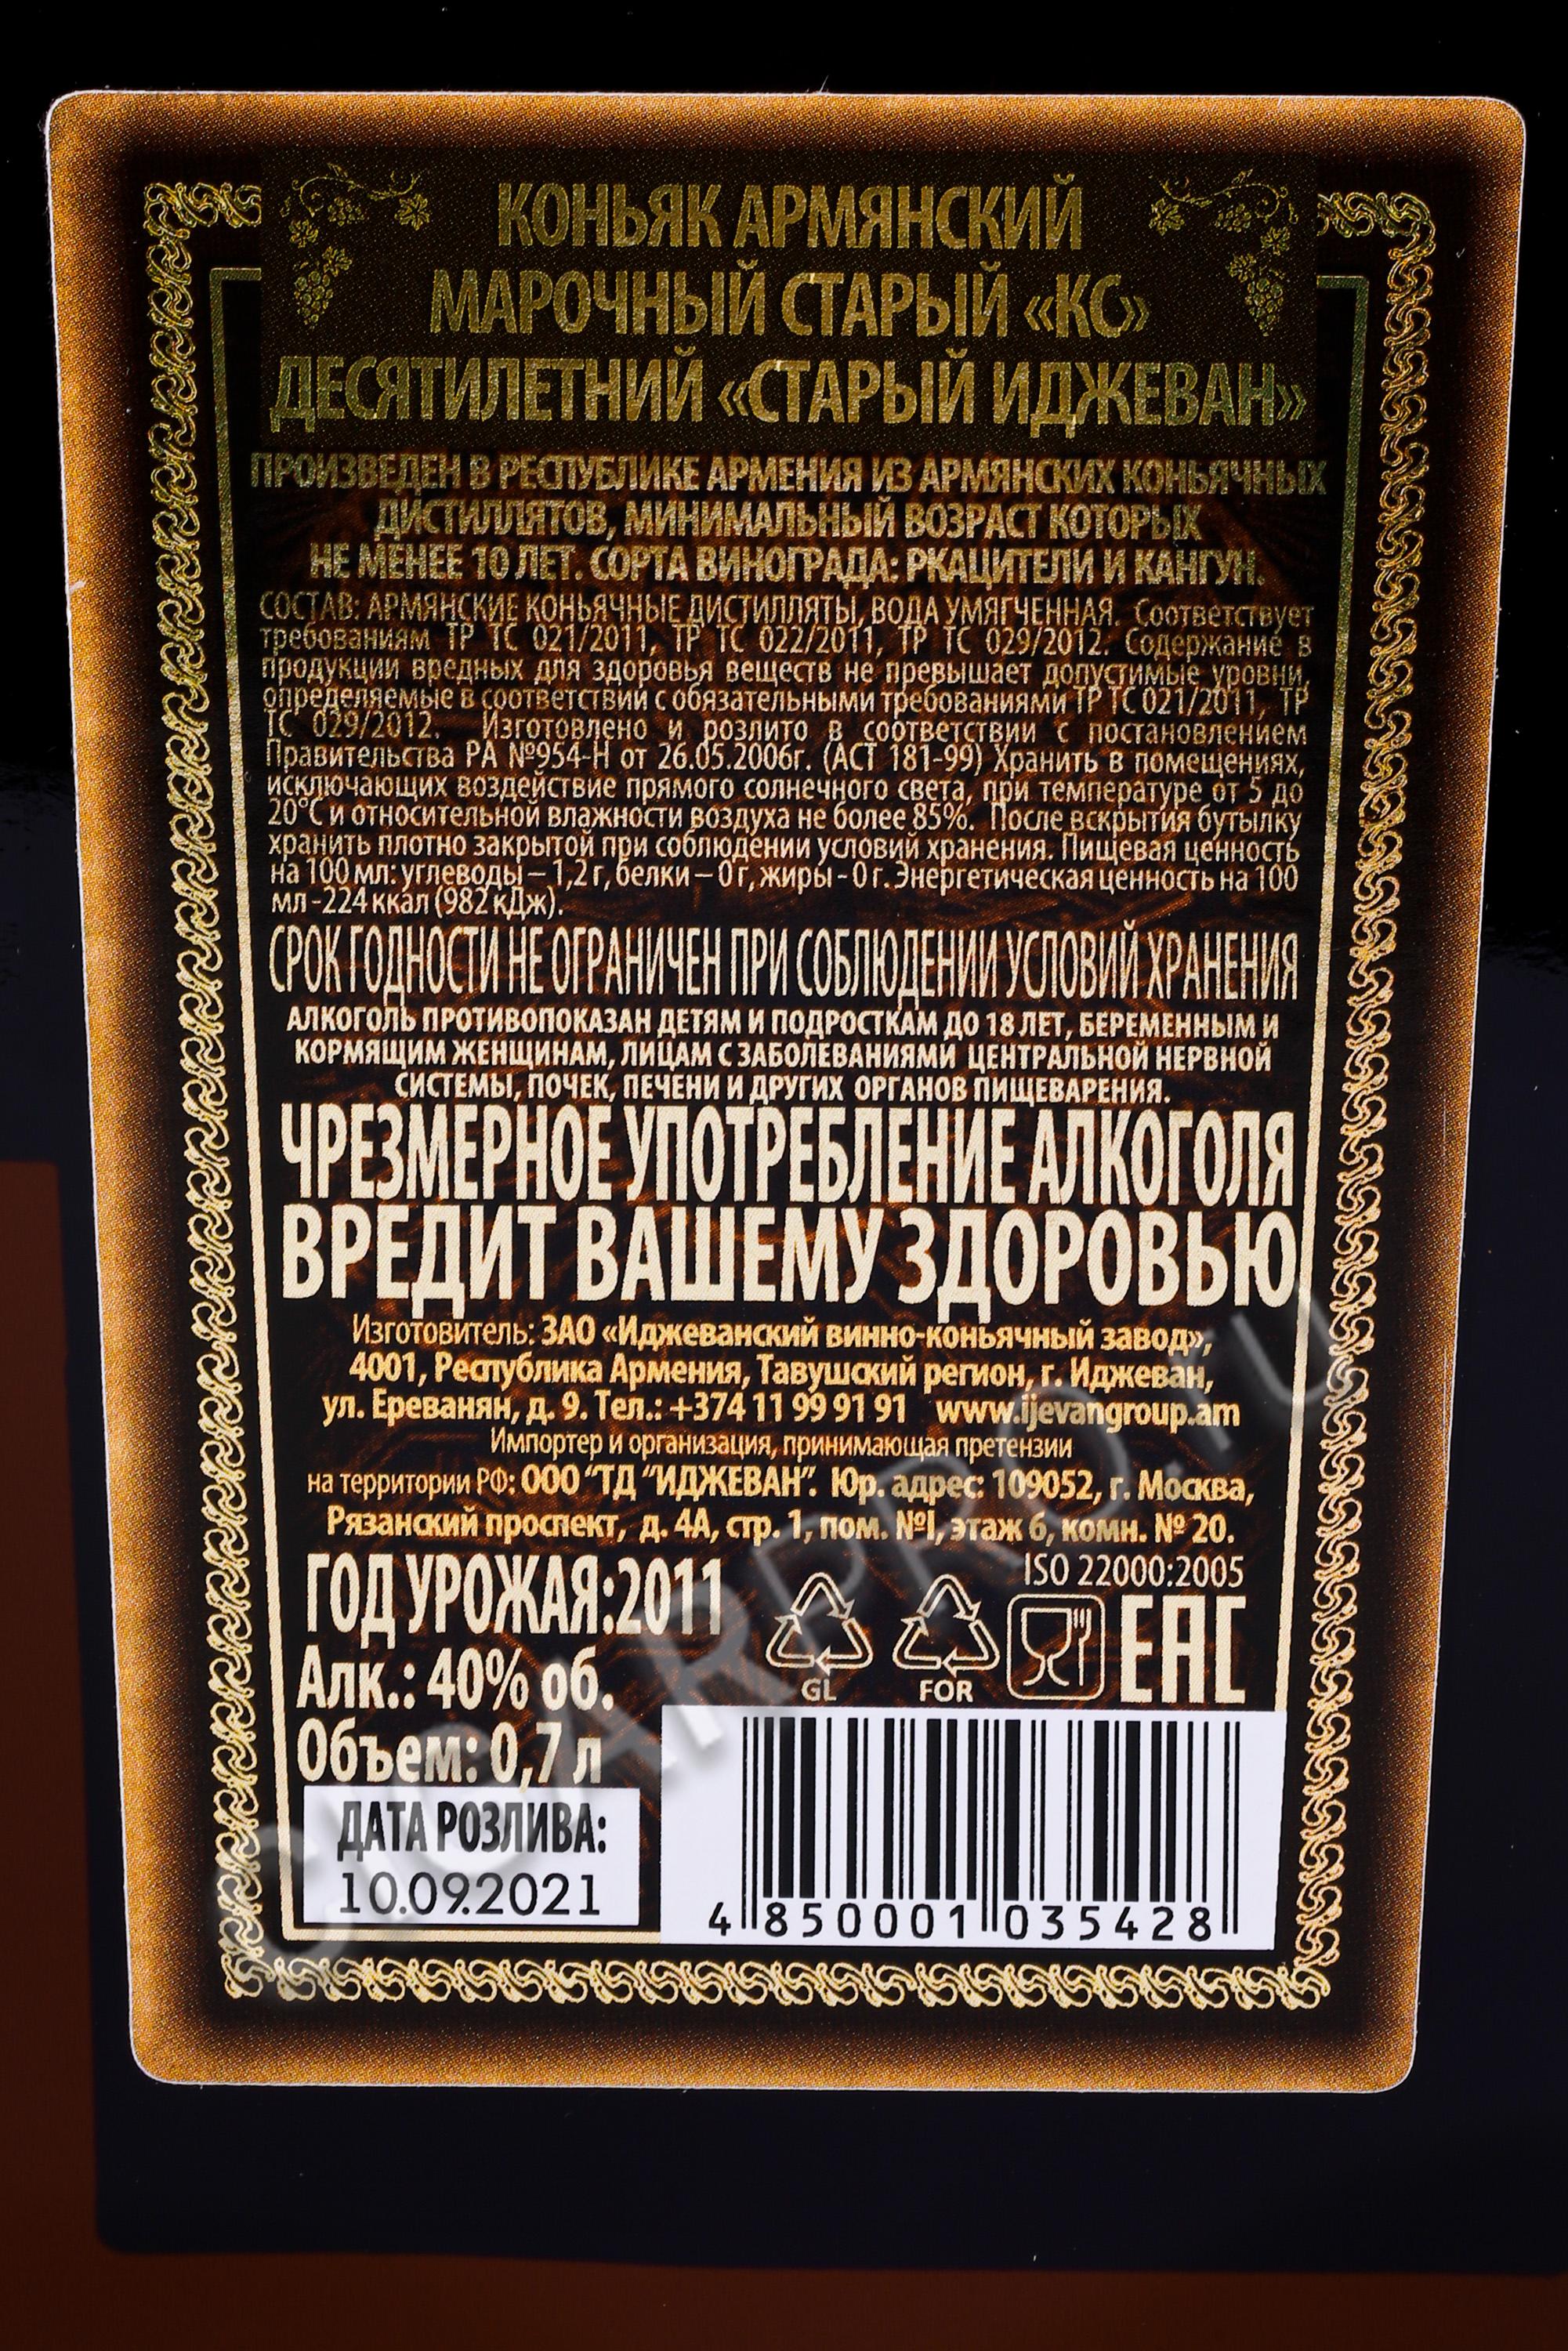 КОНЬЯК АРМЯНСКИЙ
МАРОЧНЫЙ СТАРЫЙ «КС»
ДЕСЯТИЛЕТНИЙ «СТАРЫЙ ИДЖЕВАН»
ПРОИЗВЕДЕН В РЕСПУБЛИКЕ АРМЕНИЯ ИЗ АРМЯНСКИХ КОНЬЯЧНЫХ
ДИСТИЛЛЯТОВ, МИНИМАЛЬНЫЙ ВОЗРАСТ КОТОРЫХ
НЕ МЕНЕЕ 10 ЛЕТ. СОРТА ВИНОГРАДА: РКАЦИТЕЛИ И КАНГУН.
СОСТАВ: АРМЯНСКИЕ КОНЬЯЧНЫЕ ДИСТИЛЛЯТЫ, ВОДА УМЯГЧЕННАЯ. Соответствует
требованиям ТР ТС 021/2011, ТР ТС 022/2011, ТР ТС 029/2012. Содержание в
продукции вредных для здоровья веществ не превышает допустимые уровни,
определяемые в соответствии с обязательными требованиями ТР ТС 021/2011, ТР
ТС 029/2012. Изготовлено и розлито в соответствии с постановлением
Правительства РА №954-Н от 26.05.2006г. (АСТ 181-99) Хранить в помещениях,
исключающих воздействие прямого солнечного света, при температуре от 5 до
20°С и относительной влажности воздуха не более 85%. После вскрытия бутылку
хранить плотно закрытой при соблюдении условий хранения. Пищевая ценность
на 100 мл: углеводы – 1,2 г, белки – 0 г, жиры - 0 г. Энергетическая ценность на 100
мл -224 ккал (982 кДж).
СРОК ГОДНОСТИ НЕ ОГРАНИЧЕН ПРИ СОБЛЮДЕНИИ УСЛОВИЙ ХРАНЕНИЯ
АЛКОГОЛЬ ПРОТИВОПОКАЗАН ДЕТЯМ И ПОДРОСТКАМ ДО 18 ЛЕТ, БЕРЕМЕННЫМ И
КОРМЯЩИМ ЖЕНЩИНАМ, ЛИЦАМ С ЗАБОЛЕВАНИЯМИ ЦЕНТРАЛЬНОЙ НЕРВНОЙ
СИСТЕМЫ, ПОЧЕК, ПЕЧЕНИ И ДРУГИХ ОРГАНОВ ПИЩЕВАРЕНИЯ.
ЧРЕЗМЕРНОЕ УПОТРЕБЛЕНИЕ АЛКОГОЛЯ
ВРЕДИТ ВАШЕМУ ЗДОРОВЬЮ
Изготовитель: ЗАО «Иджеванский винно-коньячный завод»,
4001, Республика Армения, Тавушский регион, г. Иджеван,
ул. Ереванян, д. 9. Тел.: +374 11 99 91 91 www.ijevangroup.am
Импортер и организация, принимающая претензии
на территории РФ: ООО "ТД "ИДЖЕВАН". Юр. адрес: 109052, г. Москва,
Рязанский проспект, д. 4А, стр. 1, пом. №I, этаж 6, комн. № 20.
ISO 22000:2005
ГОД УРОЖАЯ:2011
GL FOR EAC
Алк.: 40% об.
Объем: 0,7 л
ДАТА РОЗЛИВА:
10.09.2021
4 850001 035428
CIGARPRO.RU